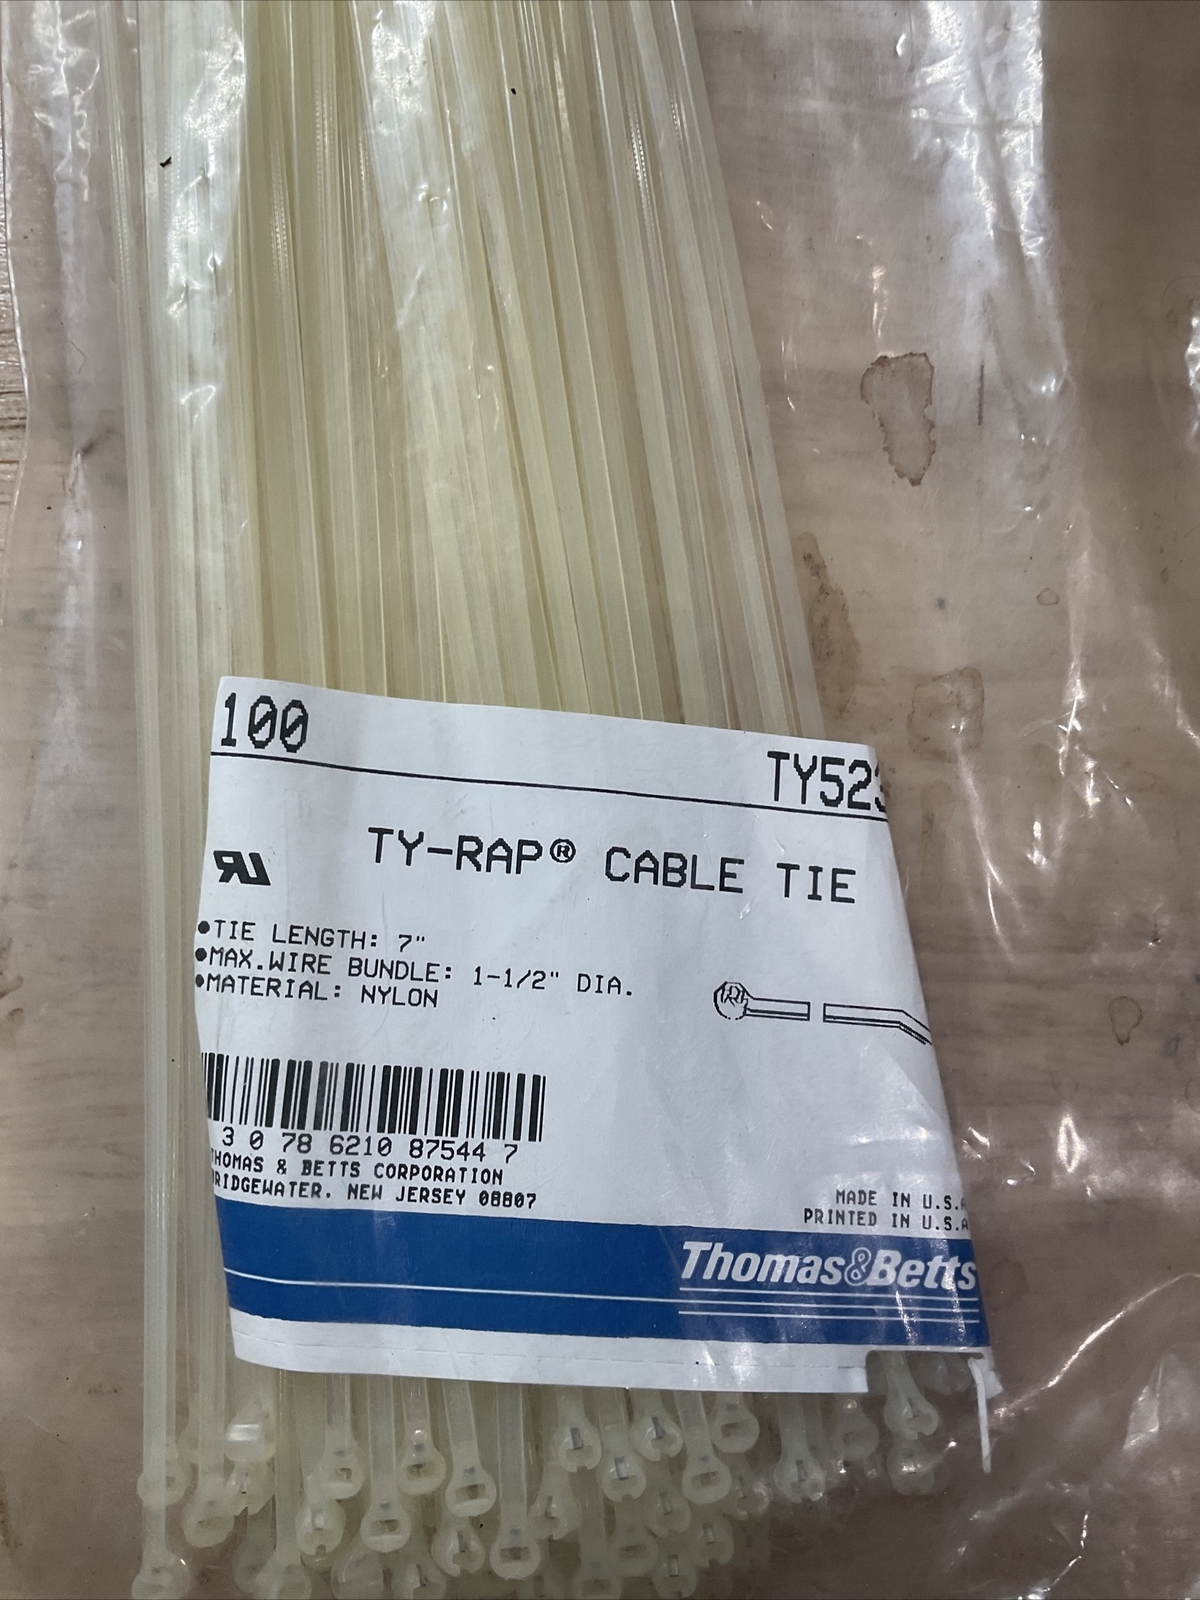 100
TY523
TY-RAP® CABLE TIE
RU
•TIE LENGTH: 7"
•MAX.WIRE BUNDLE: 1-1/2" DIA.
•MATERIAL: NYLON
3 0 78 6210 87544 7
THOMAS & BETTS CORPORATION
BRIDGEWATER. NEW JERSEY 08807
MADE IN U.S.A
PRINTED IN U.S.A
Thomas&Betts